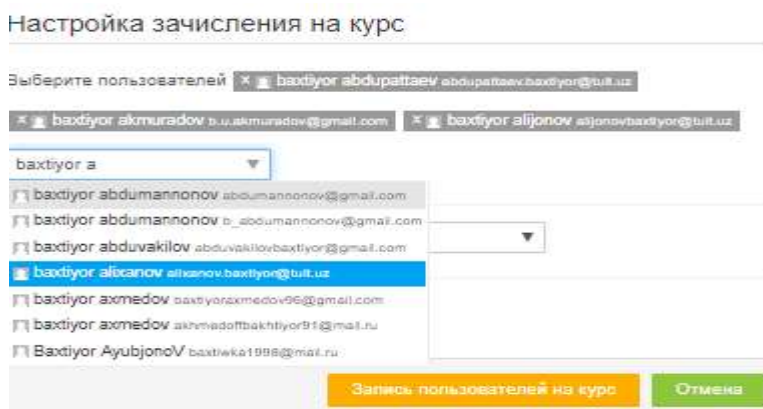 Настройка зачисления на курс
Выберите пользователей × baxtiyor abdupattaev abdupattaev.baxtiyor@tuit.uz
× baxtiyor akmuradov b.u.akmuradov@gmail.com × baxtiyor alijonov alijonovbaxtiyor@tuit.uz
baxtiyor a ▼
baxtiyor abdumannonov abdumannonov@gmail.com
baxtiyor abdumannonov b_abdumannonov@gmail.com
baxtiyor abduvakilov abduvakilovbaxtiyor@gmail.com
baxtiyor alixanov alixanov.baxtiyor@tuit.uz
baxtiyor axmedov baxtiyoraxmedov96@gmail.com
baxtiyor axmedov akhmedoffbakhtiyor91@mail.ru
Baxtiyor AyubjonoV baxtiwka1998@mail.ru
Запись пользователей на курс Отмена